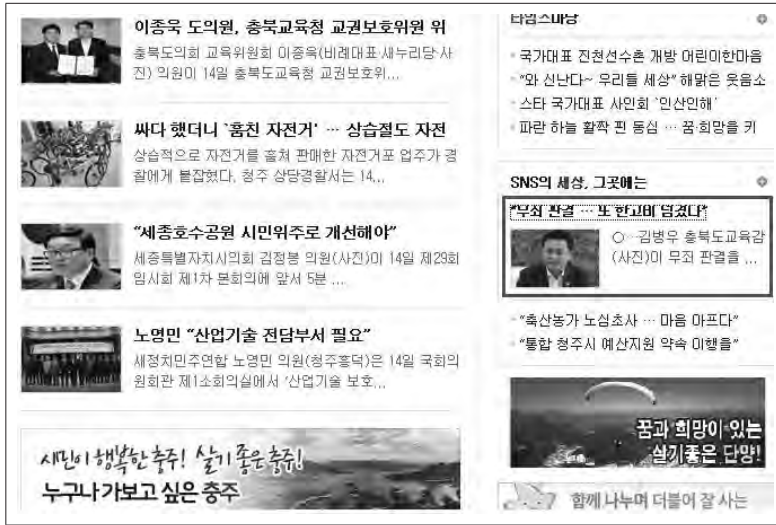 이종욱 도의원, 충북교육청 교권보호위원 위
충북도의회 교육위원회 이종욱(비례대표·새누리당·사
진) 의원이 14일 충북도교육청 교권보호위...
싸다 했더니 `훔친 자전거' … 상습절도 자전
상습적으로 자전거를 훔쳐 판매한 자전거포 업주가 경
찰에게 붙잡혔다. 청주 상당경찰서는 14...
“세종호수공원 시민위주로 개선해야”
세종특별자치시의회 김정봉 의원(사진)이 14일 제29회
임시회 제1차 본회의에 앞서 5분 ...
노영민 “산업기술 전담부서 필요”
새정치민주연합 노영민 의원(청주흥덕)은 14일 국회의
원회관 제1소회의실에서 '산업기술 보호...
시민이 행복한 충주! 살기 좋은 충주!
누구나 가보고 싶은 충주
타임스마당
국가대표 진천선수촌 개방 어린이한마음
“와 신난다~ 우리들 세상” 해맑은 웃음소
스타 국가대표 사인회 `인산인해'
파란 하늘 활짝 핀 동심 … 꿈·희망을 키
SNS의 세상, 그곳에는
“무죄 판결 … 또 한고비 넘겼다”
○…김병우 충북도교육감
(사진)이 무죄 판결을 ...
“축산농가 노심초사 … 마음 아프다”
“통합 청주시 예산지원 약속 이행을”
꿈과 희망이 있는
살기좋은 단양!
함께 나누며 더불어 잘 사는